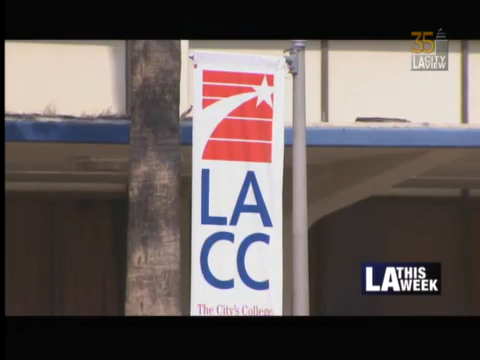 35
CITY
LA VIEW
LA
CC
The City's College
LA THIS
WEEK